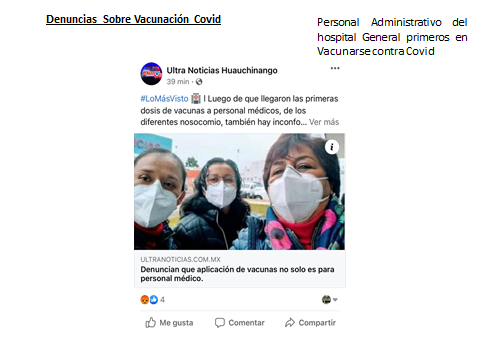 Denuncias Sobre Vacunación Covid
Personal Administrativo del
hospital General primeros en
Vacunarse contra Covid
Ultra Noticias Huauchinango
39 min ·
#LoMásVisto 🏥 I Luego de que llegaron las primeras
dosis de vacunas a personal médicos, de los
diferentes nosocomio, también hay inconfo... Ver más
ULTRANOTICIAS.COM.MX
Denuncian que aplicación de vacunas no solo es para
personal médico.
4
Me gusta
Comentar
Compartir